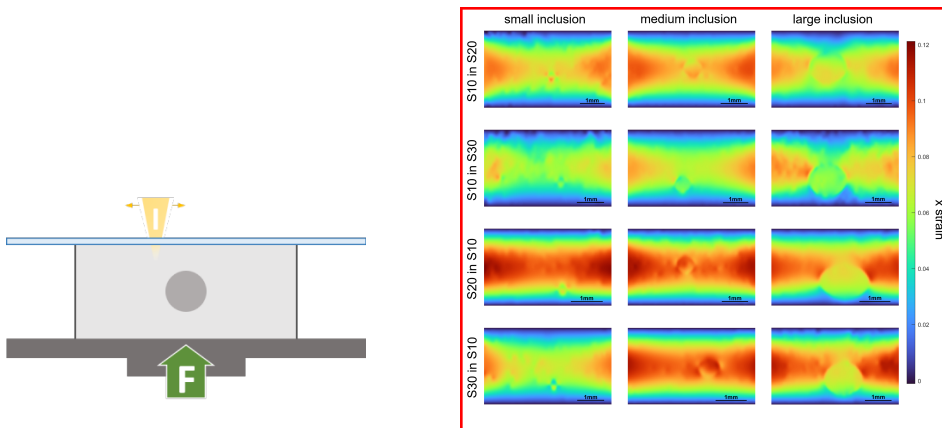 I
F
small inclusion medium inclusion large inclusion
S10 in S20
1mm 1mm 1mm
S10 in S30
1mm 1mm 1mm
S20 in S10
1mm 1mm 1mm
S30 in S10
1mm 1mm 1mm
0.12
0.1
0.08
0.06
0.04
0.02
0
x strain